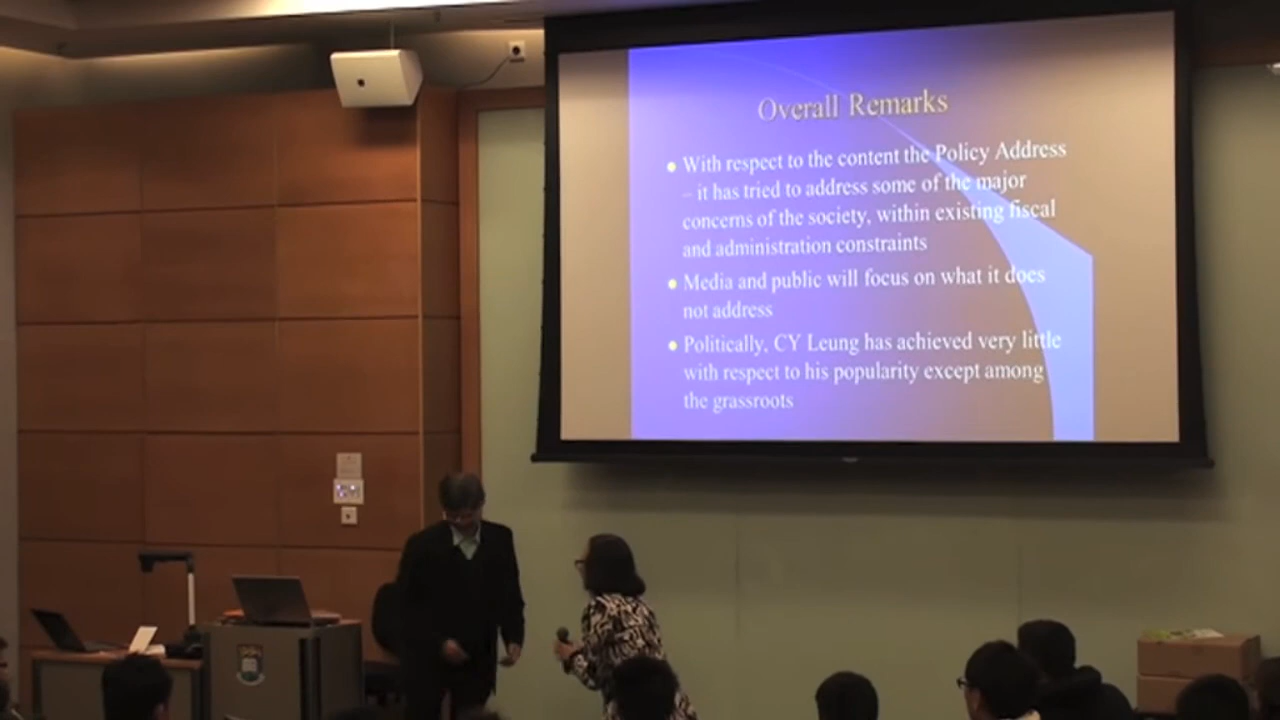 Overall Remarks
With respect to the content the Policy Address
– it has tried to address some of the major
concerns of the society, within existing fiscal
and administration constraints
Media and public will focus on what it does
not address
Politically, CY Leung has achieved very little
with respect to his popularity except among
the grassroots